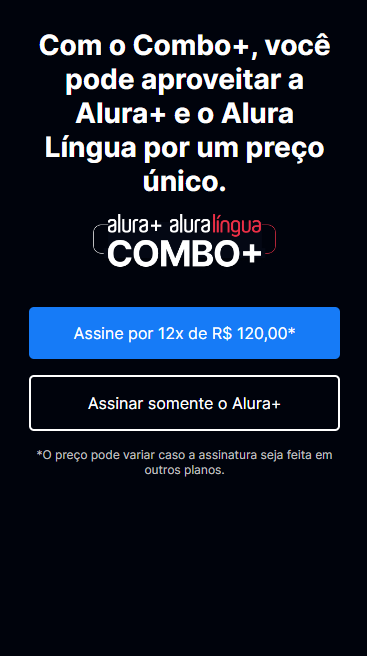 Com o Combo+, você
pode aproveitar a
Alura+ e o Alura
Língua por um preço
único.
alura+ aluralíngua
COMBO+
Assine por 12x de R$ 120,00*
Assinar somente o Alura+
*O preço pode variar caso a assinatura seja feita em
outros planos.